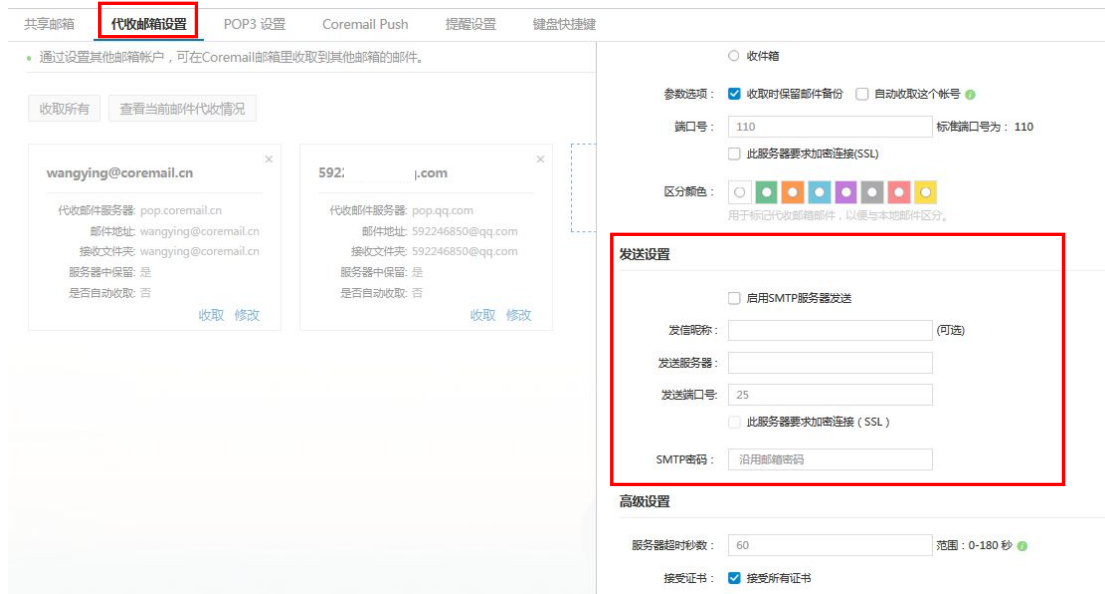 共享邮箱 代收邮箱设置 POP3 设置 Coremail Push 提醒设置 键盘快捷键
通过设置其他邮箱帐户，可在Coremail邮箱里收取到其他邮箱的邮件。
收取所有 查看当前邮件代收情况
wangying@coremail.cn
代收邮件服务器: pop.coremail.cn
邮件地址: wangying@coremail.cn
接收文件夹: wangying@coremail.cn
服务器中保留: 是
是否自动收取: 否
收取 修改
592 .com
代收邮件服务器: pop.qq.com
邮件地址: 592246850@qq.com
接收文件夹: 592246850@qq.com
服务器中保留: 是
是否自动收取: 否
收取 修改
收件箱
参数选项： 收取时保留邮件备份 自动收取这个帐号
端口号： 110 标准端口号为： 110
此服务器要求加密连接(SSL)
区分颜色：
用于标记代收邮箱邮件，以便与本地邮件区分。
发送设置
启用SMTP服务器发送
发信昵称： (可选)
发送服务器：
发送端口号: 25
此服务器要求加密连接（SSL）
SMTP密码： 沿用邮箱密码
高级设置
服务器超时秒数： 60 范围：0-180 秒
接受证书： 接受所有证书